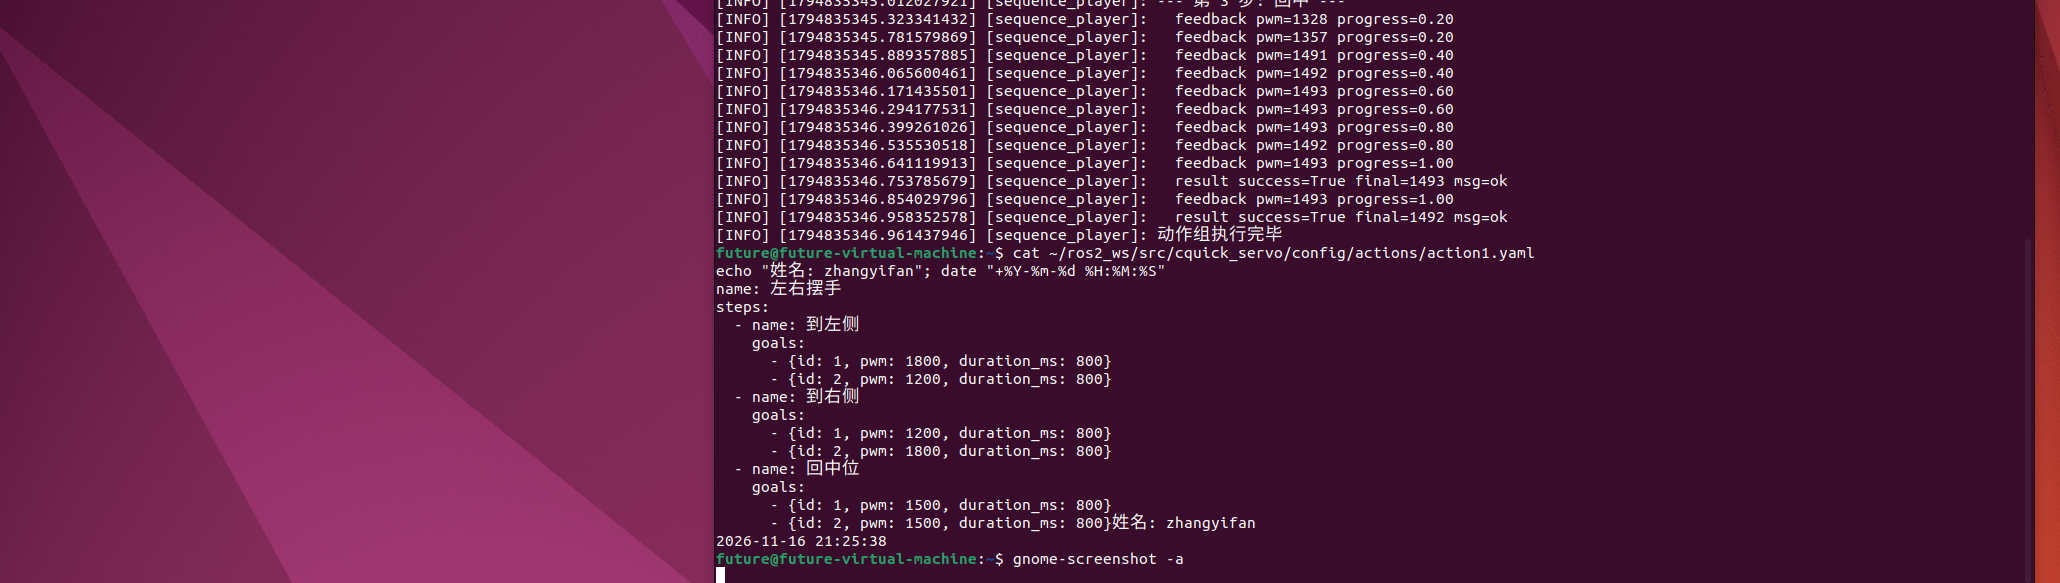 [INFO] [1794835345.012027921] [sequence_player]: --- 第 3 步: 回中 ---
[INFO] [1794835345.323341432] [sequence_player]:   feedback pwm=1328 progress=0.20
[INFO] [1794835345.781579869] [sequence_player]:   feedback pwm=1357 progress=0.20
[INFO] [1794835345.889357885] [sequence_player]:   feedback pwm=1491 progress=0.40
[INFO] [1794835346.065600461] [sequence_player]:   feedback pwm=1492 progress=0.40
[INFO] [1794835346.171435501] [sequence_player]:   feedback pwm=1493 progress=0.60
[INFO] [1794835346.294177531] [sequence_player]:   feedback pwm=1493 progress=0.60
[INFO] [1794835346.399261026] [sequence_player]:   feedback pwm=1493 progress=0.80
[INFO] [1794835346.535530518] [sequence_player]:   feedback pwm=1492 progress=0.80
[INFO] [1794835346.641119913] [sequence_player]:   feedback pwm=1493 progress=1.00
[INFO] [1794835346.753785679] [sequence_player]:   result success=True final=1493 msg=ok
[INFO] [1794835346.854029796] [sequence_player]:   feedback pwm=1493 progress=1.00
[INFO] [1794835346.958352578] [sequence_player]:   result success=True final=1492 msg=ok
[INFO] [1794835346.961437946] [sequence_player]: 动作组执行完毕
future@future-virtual-machine:~$ cat ~/ros2_ws/src/cquick_servo/config/actions/action1.yaml
echo "姓名: zhangyifan"; date "+%Y-%m-%d %H:%M:%S"
name: 左右摆手
steps:
  - name: 到左侧
    goals:
      - {id: 1, pwm: 1800, duration_ms: 800}
      - {id: 2, pwm: 1200, duration_ms: 800}
  - name: 到右侧
    goals:
      - {id: 1, pwm: 1200, duration_ms: 800}
      - {id: 2, pwm: 1800, duration_ms: 800}
  - name: 回中位
    goals:
      - {id: 1, pwm: 1500, duration_ms: 800}
      - {id: 2, pwm: 1500, duration_ms: 800}姓名: zhangyifan
2026-11-16 21:25:38
future@future-virtual-machine:~$ gnome-screenshot -a